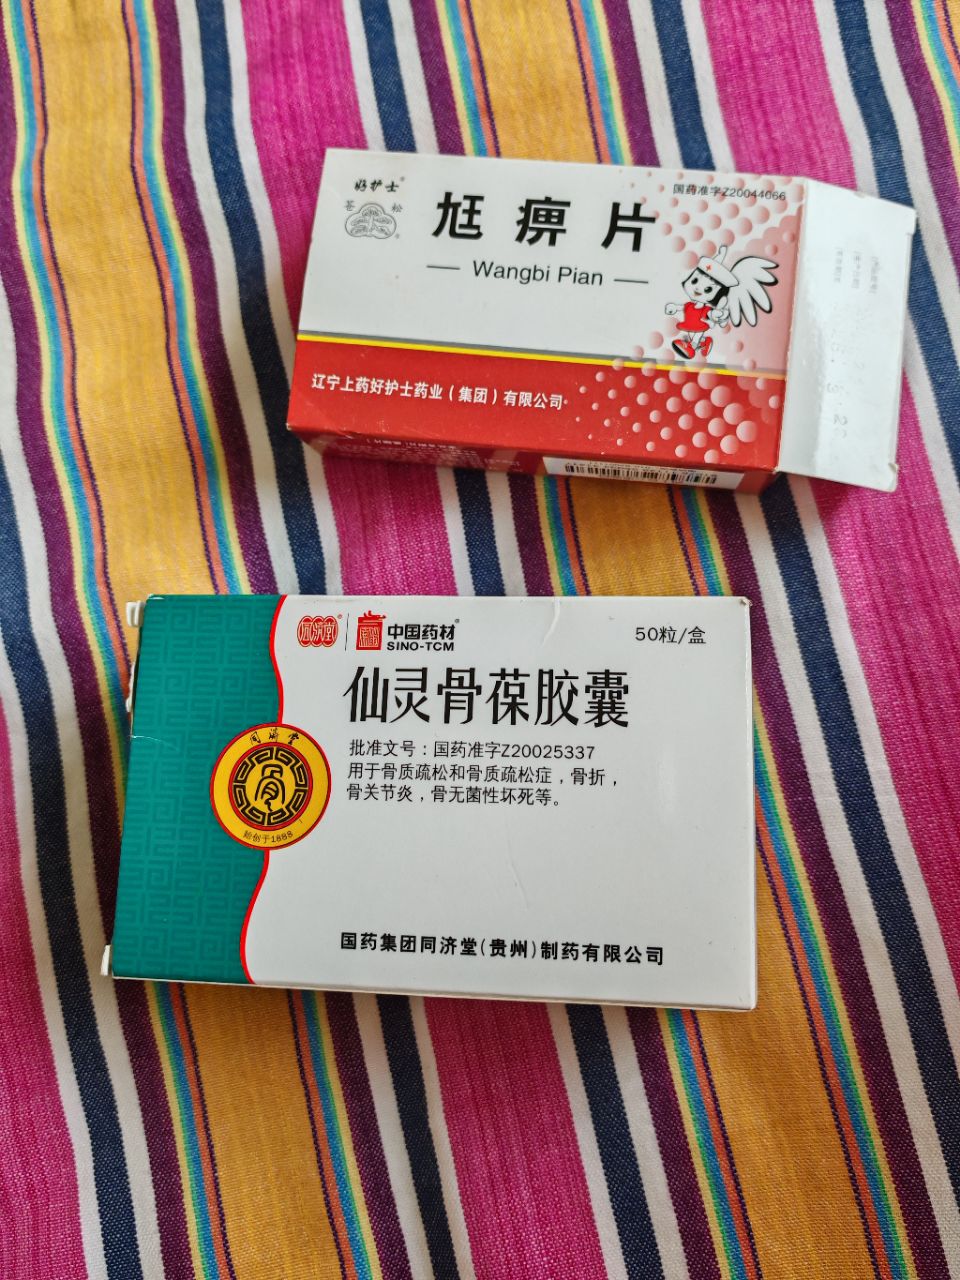 好护士
苍 松
国药准字Z20044066
尪痹片
Wangbi Pian
辽宁上药好护士药业（集团）有限公司
同济堂
中国药材
SINO-TCM
50粒/盒
仙灵骨葆胶囊
批准文号：国药准字Z20025337
用于骨质疏松和骨质疏松症，骨折，
骨关节炎，骨无菌性坏死等。
同济堂
始创于1888
国药集团同济堂(贵州)制药有限公司